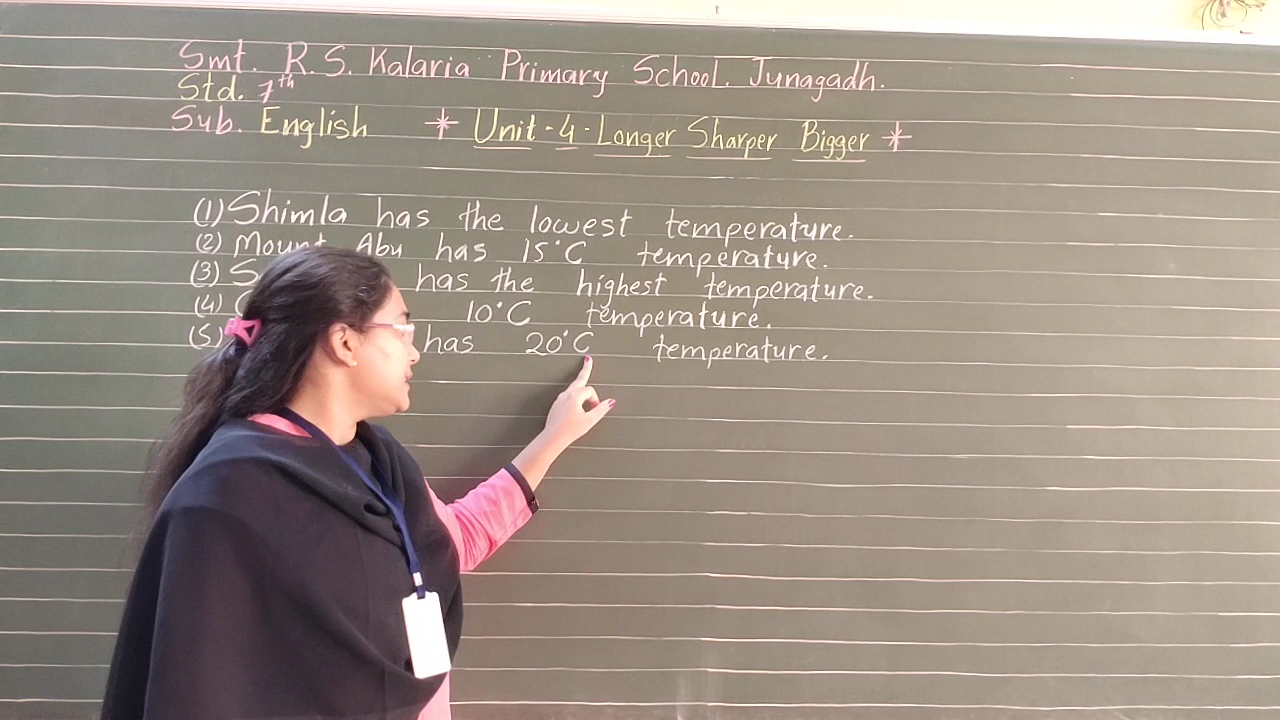 Smt. R.S. Kalaria Primary School. Junagadh.
Std. 7th
Sub. English * Unit-4-Longer Sharper Bigger *
(1) Shimla has the lowest temperature.
(2) Mount Abu has 15°C temperature.
(3) has the highest temperature.
(4) 10°C temperature.
(5) has 20°C temperature.